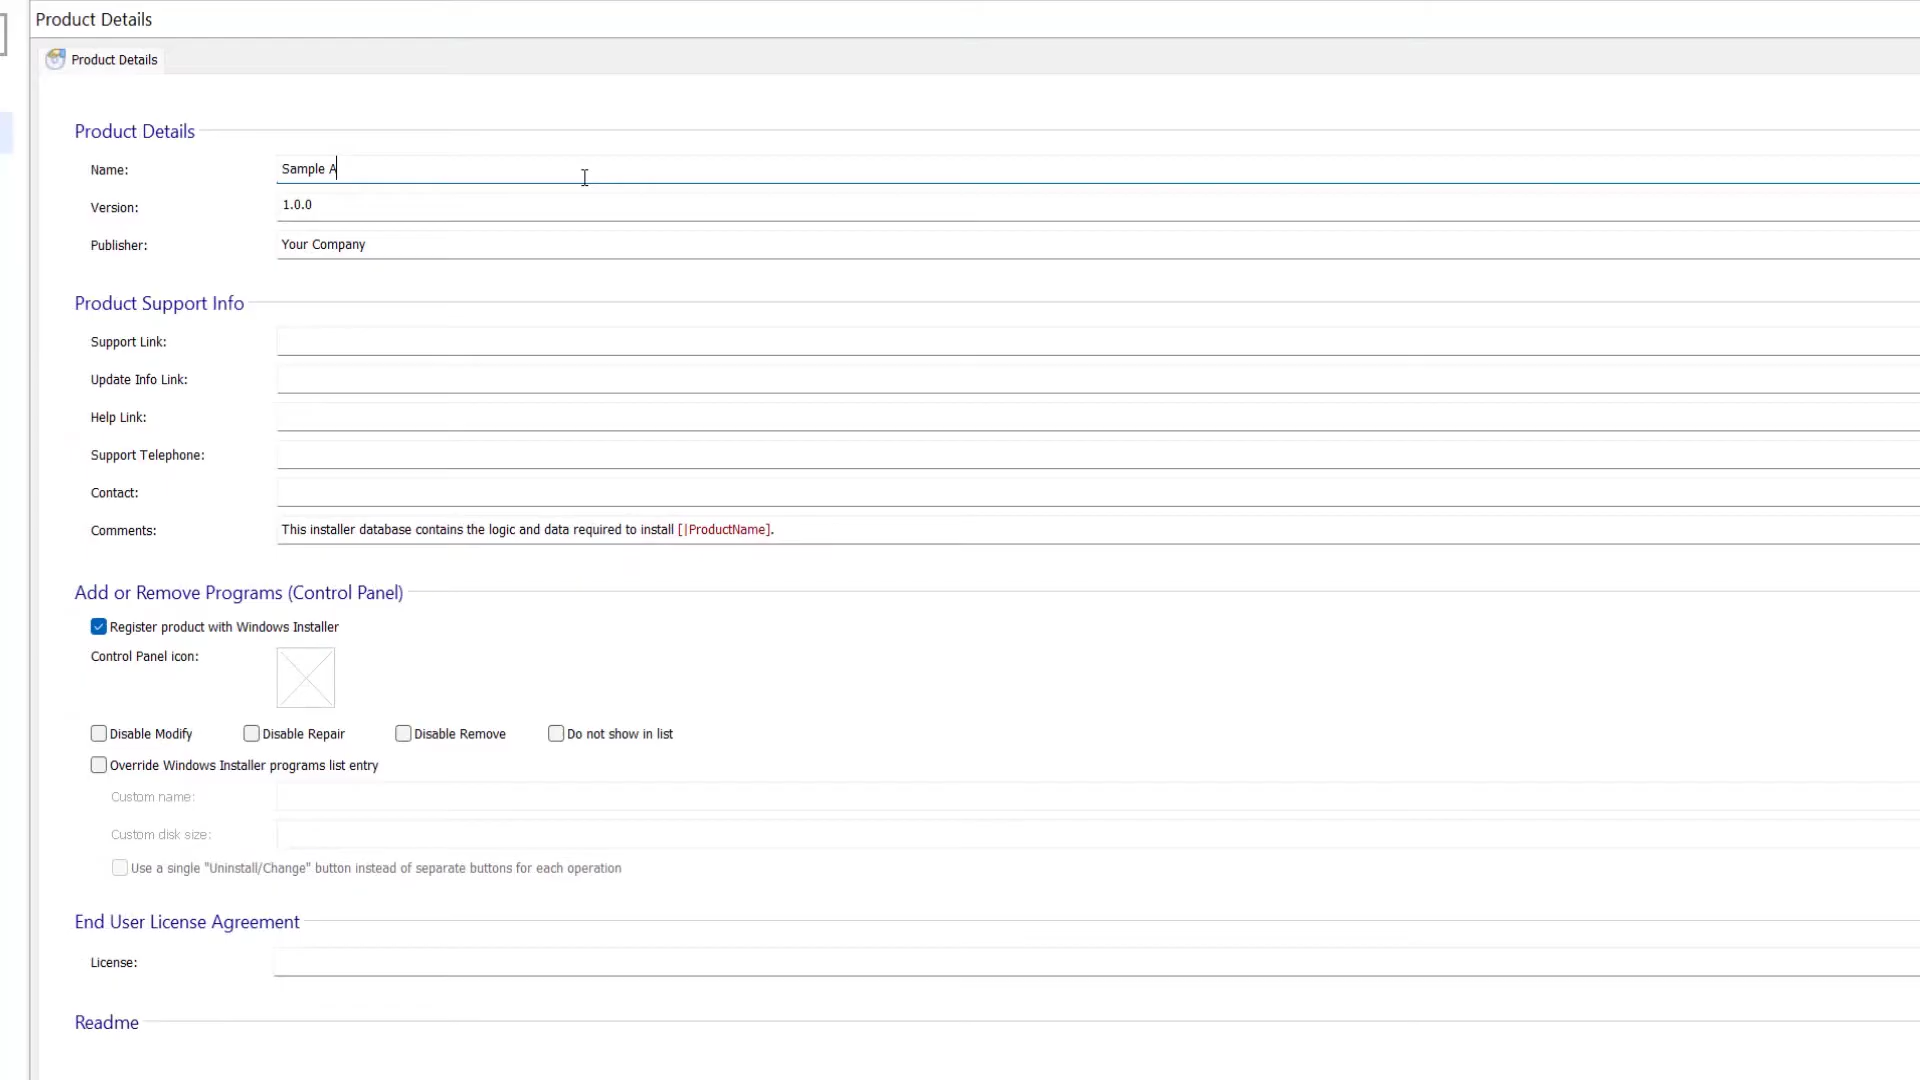 Product Details
Product Details
Product Details
Name: Sample A
Version: 1.0.0
Publisher: Your Company
Product Support Info
Support Link:
Update Info Link:
Help Link:
Support Telephone:
Contact:
Comments: This installer database contains the logic and data required to install [|ProductName].
Add or Remove Programs (Control Panel)
Register product with Windows Installer
Control Panel icon:
Disable Modify Disable Repair Disable Remove Do not show in list
Override Windows Installer programs list entry
Custom name:
Custom disk size:
Use a single "Uninstall/Change" button instead of separate buttons for each operation
End User License Agreement
License:
Readme